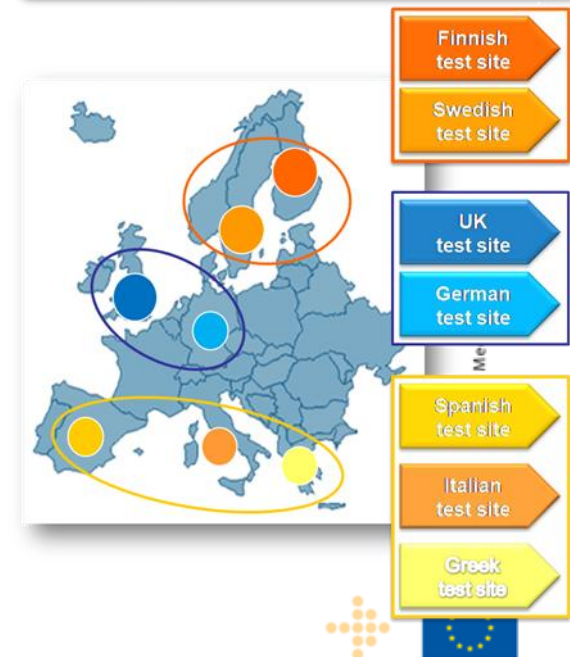 Finnish
test site
Swedish
test site
UK
test site
German
test site
Me
Spanish
test site
Italian
test site
Greek
test site